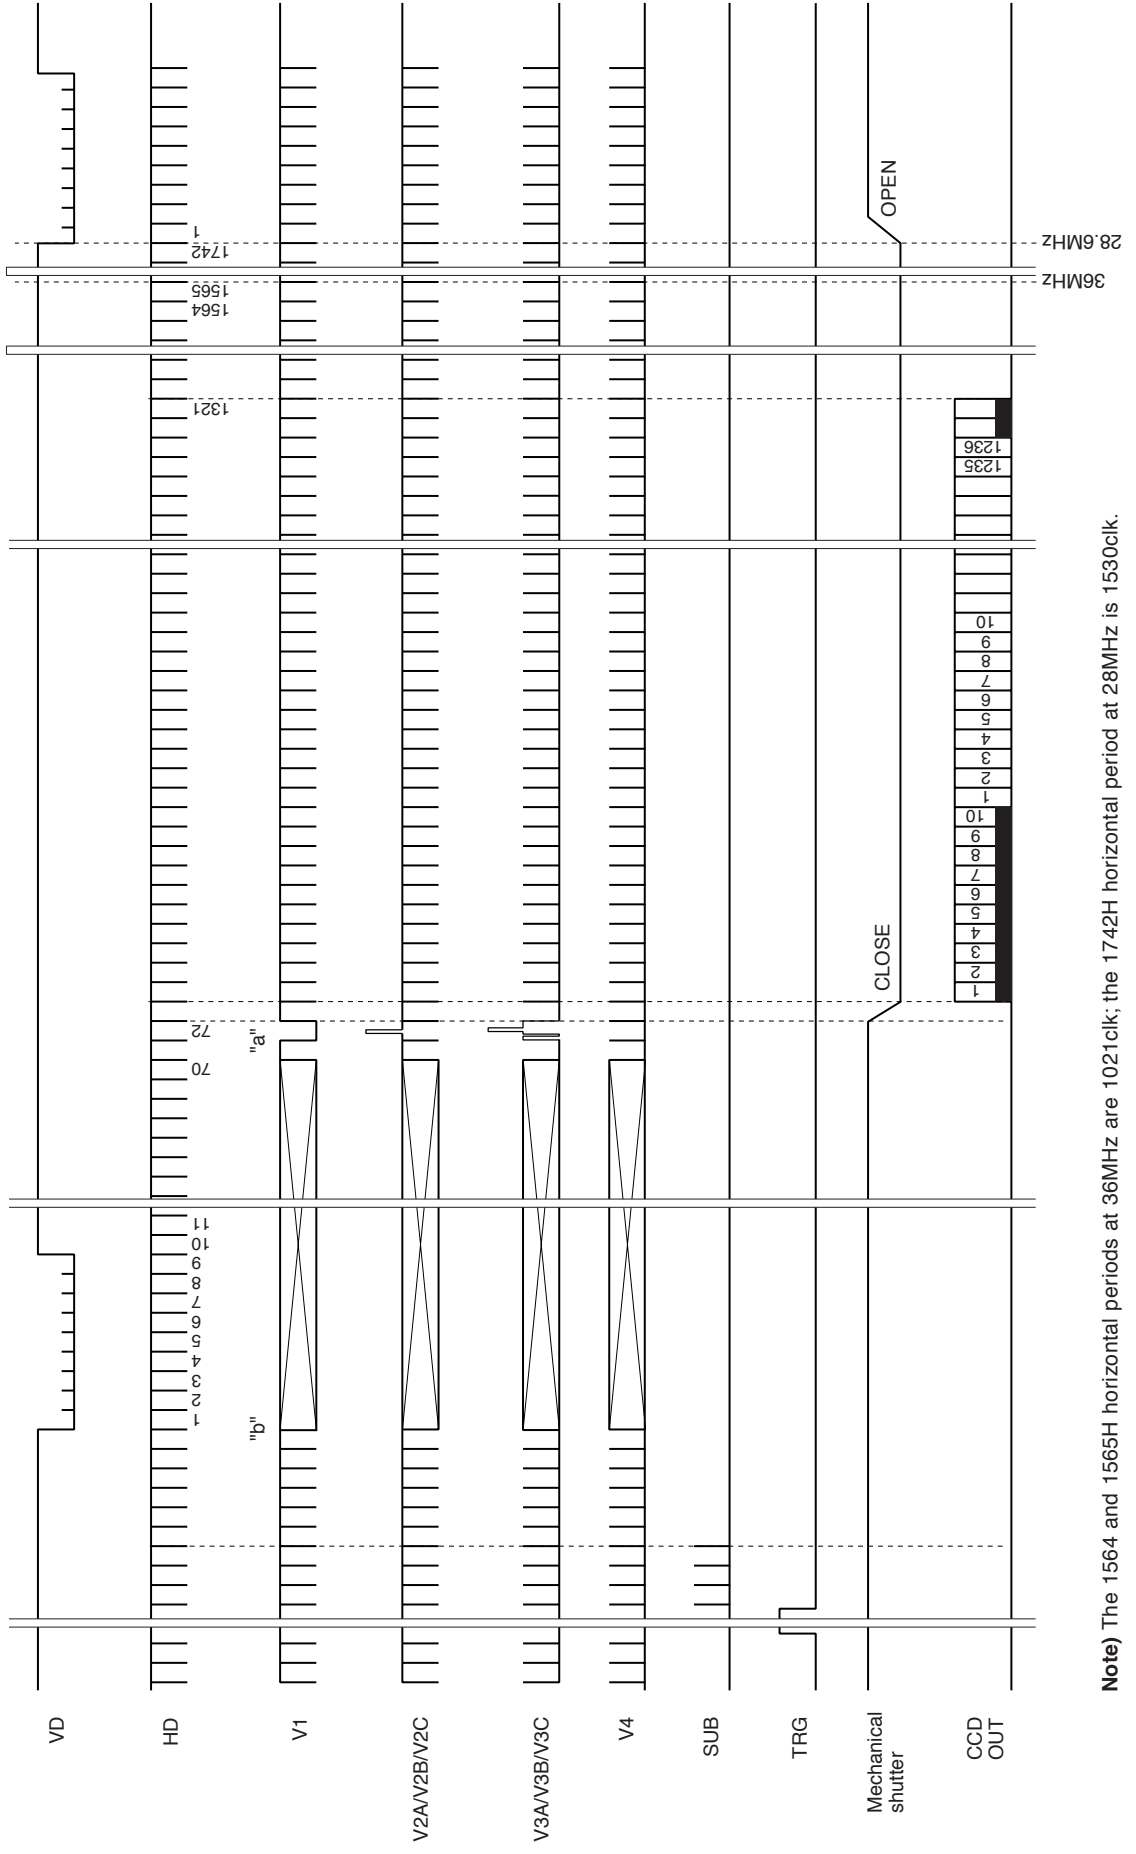 VD
HD
V1
V2A/V2B/V2C
V3A/V3B/V3C
V4
SUB
TRG
Mechanical
shutter
CCD
OUT
1
2
3
4
5
6
7
8
9
10
11
70
72
1321
1564
1565
1742
1
"b"
"a"
CLOSE
OPEN
1
2
3
4
5
6
7
8
9
10
1
2
3
4
5
6
7
8
9
10
1235
1236
36MHz
28.6MHz
Note) The 1564 and 1565H horizontal periods at 36MHz are 1021clk; the 1742H horizontal period at 28MHz is 1530clk.